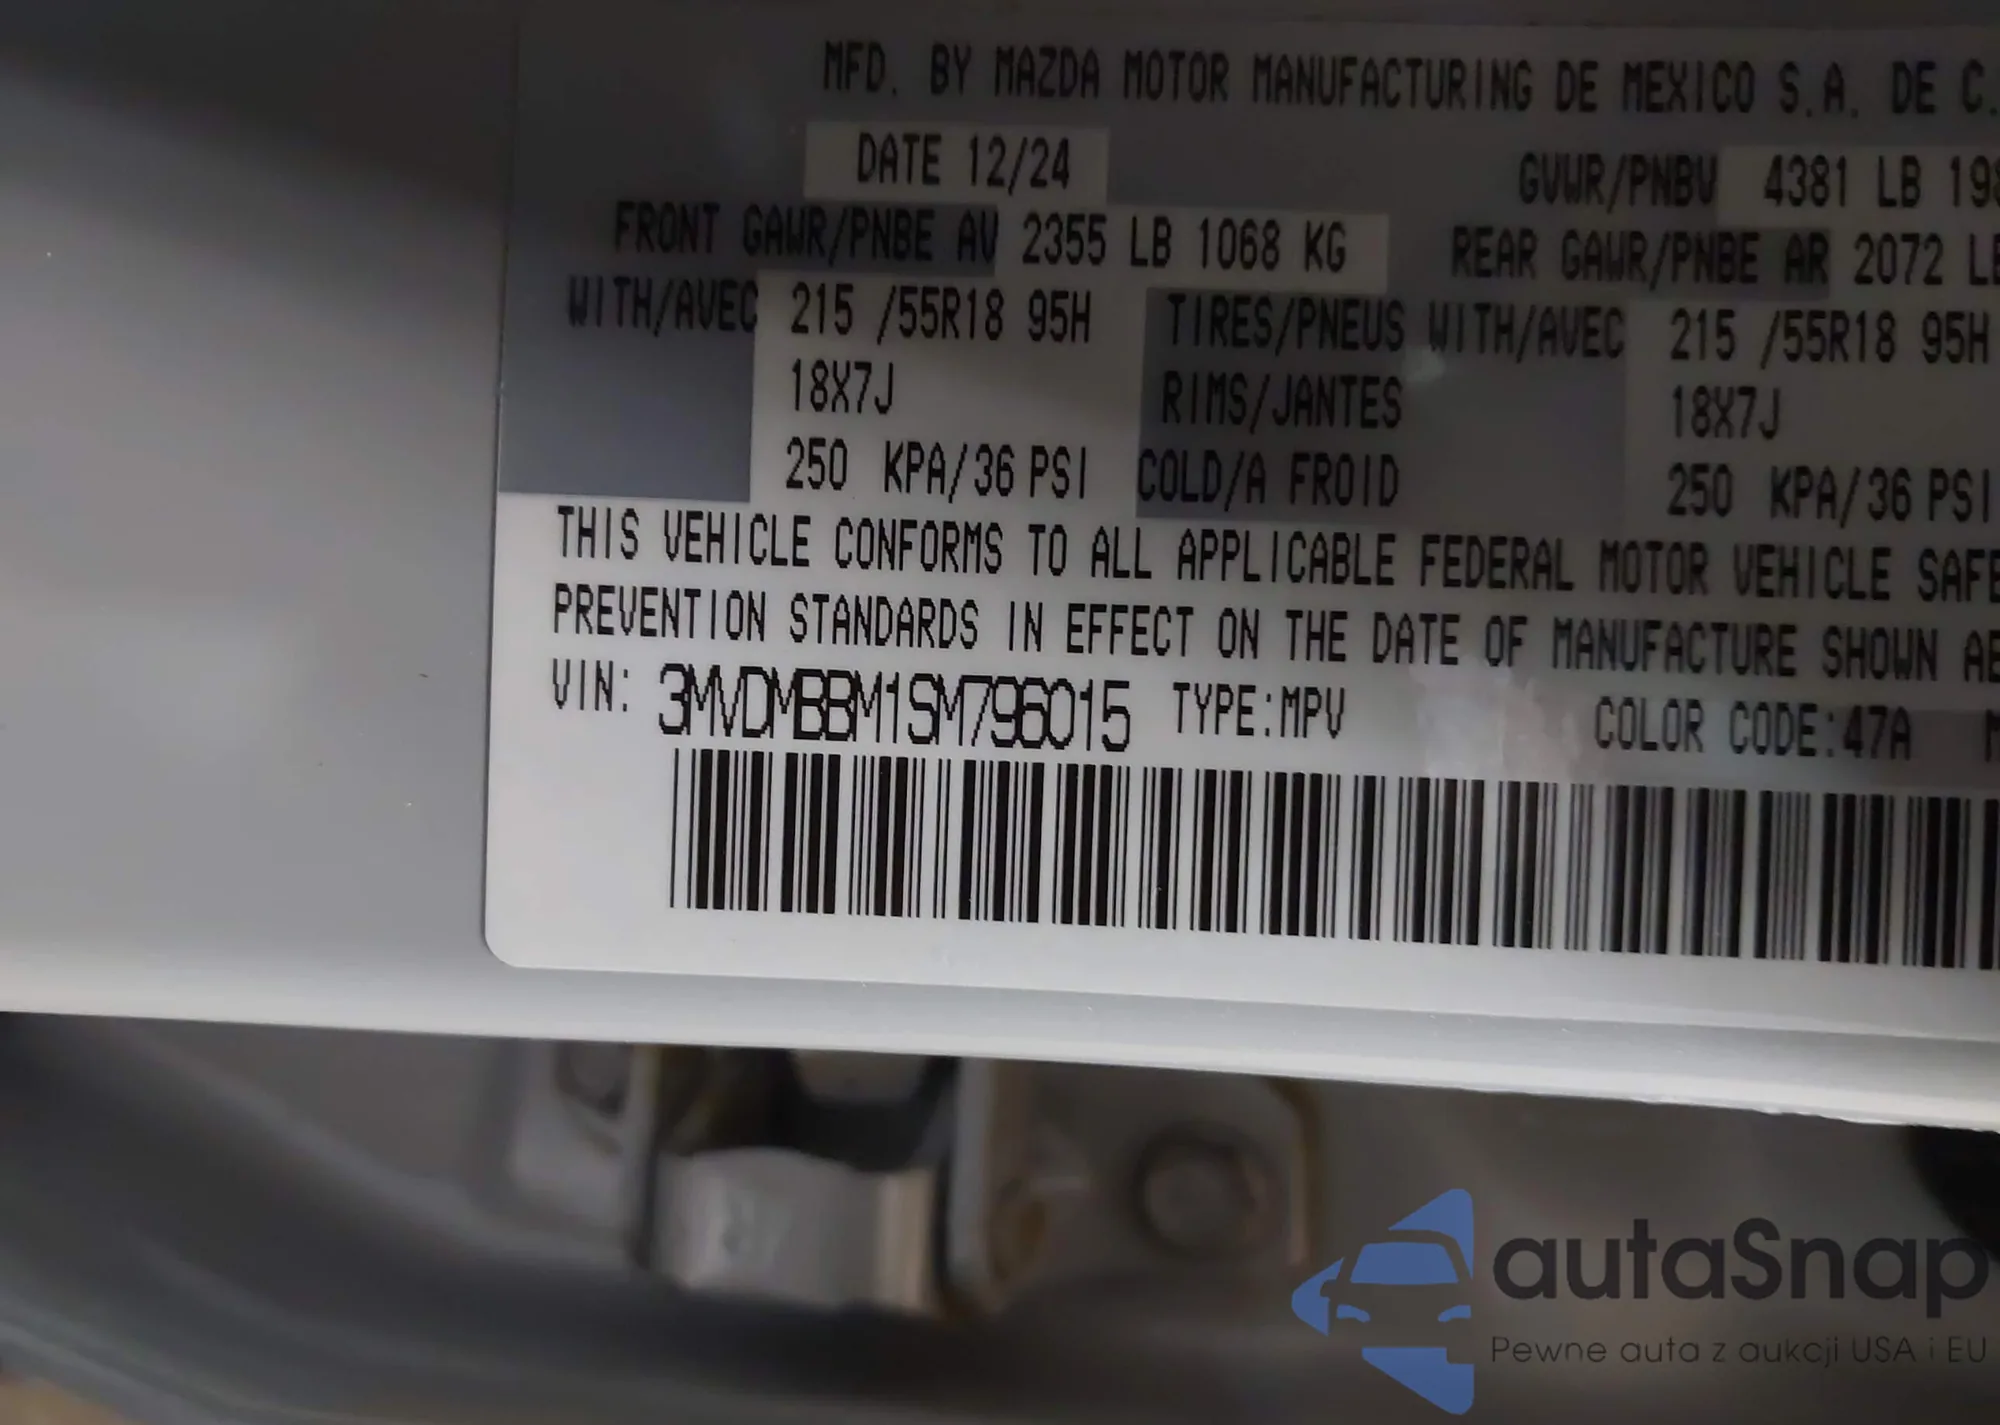 MFD. BY MAZDA MOTOR MANUFACTURING DE MEXICO S.A. DE C.
DATE 12/24 GVWR/PNBV 4381 LB 198
FRONT GAWR/PNBE AV 2355 LB 1068 KG REAR GAWR/PNBE AR 2072 LB
WITH/AVEC 215 /55R18 95H TIRES/PNEUS WITH/AVEC 215 /55R18 95H
18X7J RIMS/JANTES 18X7J
250 KPA/36 PSI COLD/A FROID 250 KPA/36 PSI
THIS VEHICLE CONFORMS TO ALL APPLICABLE FEDERAL MOTOR VEHICLE SAFE
PREVENTION STANDARDS IN EFFECT ON THE DATE OF MANUFACTURE SHOWN AB
VIN: 3MVDMBBM1SM796015 TYPE:MPV COLOR CODE:47A M
autaSnap
Pewne auta z aukcji USA i EU